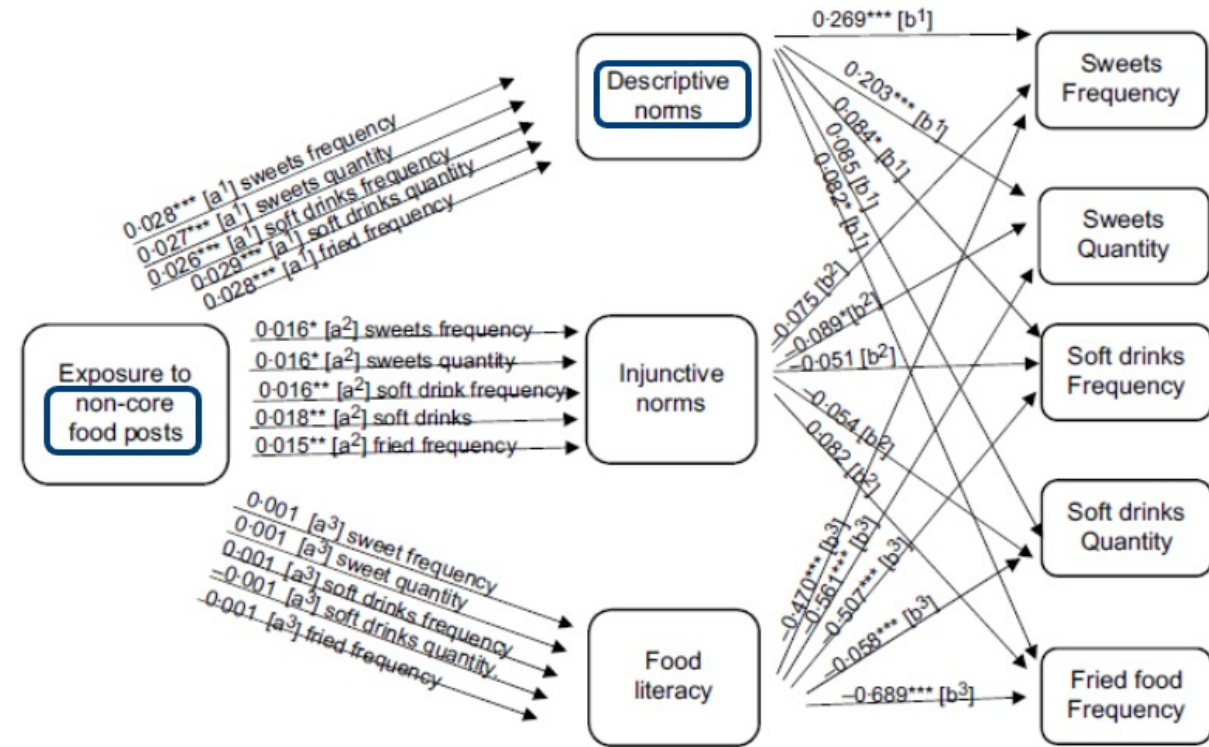 0·269*** [b1]
Descriptive
norms
Sweets
Frequency
0·203*** [b1]
0·084* [b1]
0·085 [b1]
0·082* [b1]
0·028*** [a1] sweets frequency
0·027*** [a1] sweets quantity
0·026*** [a1] soft drinks frequency
0·029*** [a1] soft drinks quantity
0·028*** [a1] fried frequency
Sweets
Quantity
Exposure to
non-core
food posts
0·016* [a2] sweets frequency
0·016* [a2] sweets quantity
0·016** [a2] soft drink frequency
0·018** [a2] soft drinks
0·015** [a2] fried frequency
Injunctive
norms
–0·075 [b2]
–0·089* [b2]
–0·051 [b2]
–0·054 [b2]
0·082 [b2]
Soft drinks
Frequency
Soft drinks
Quantity
0·001 [a3] sweet frequency
0·001 [a3] sweet quantity
0·001 [a3] soft drinks frequency
–0·001 [a3] soft drinks quantity.
0·001 [a3] fried frequency
Food
literacy
–0·470*** [b3]
–0·561*** [b3]
–0·507*** [b3]
–0·058*** [b3]
–0·689*** [b3]
Fried food
Frequency